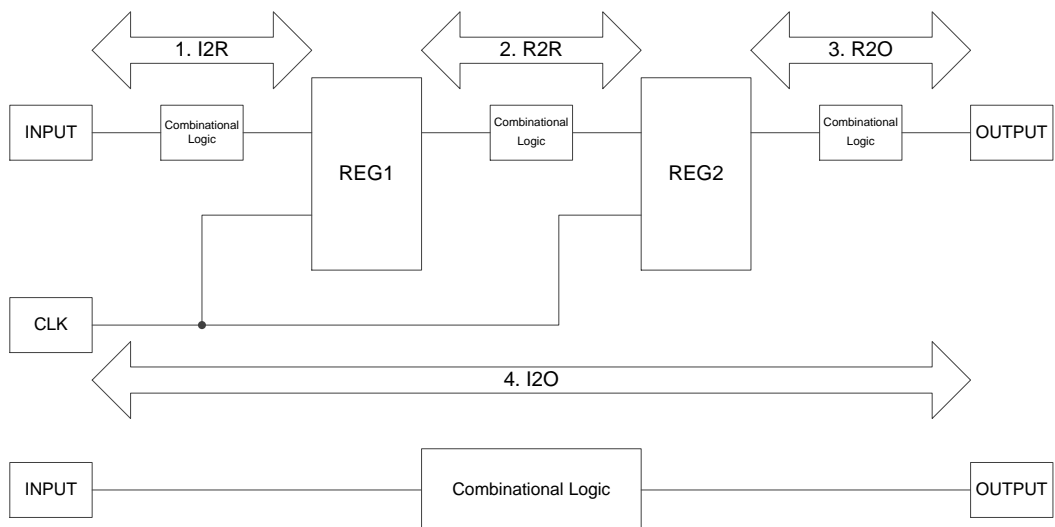 1. I2R
2. R2R
3. R2O
INPUT
Combinational
Logic
REG1
Combinational
Logic
REG2
Combinational
Logic
OUTPUT
CLK
4. I2O
INPUT
Combinational Logic
OUTPUT